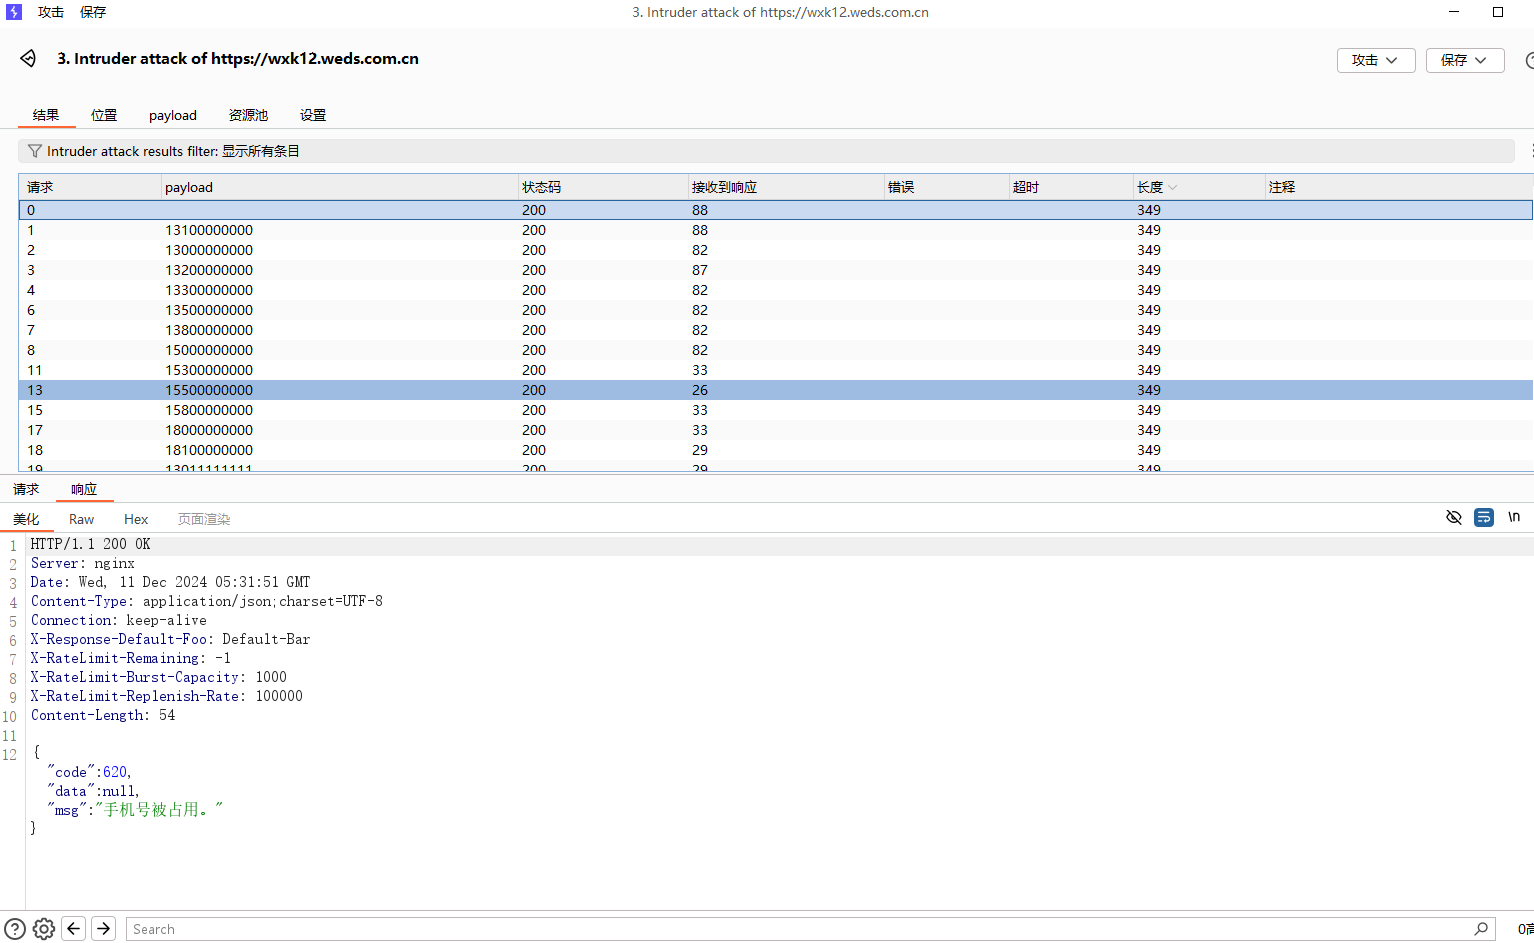 攻击 保存 3. Intruder attack of https://wxk12.weds.com.cn
3. Intruder attack of https://wxk12.weds.com.cn 攻击 保存
结果 位置 payload 资源池 设置
Intruder attack results filter: 显示所有条目
请求 payload 状态码 接收到响应 错误 超时 长度 注释
0 200 88 349
1 13100000000 200 88 349
2 13000000000 200 82 349
3 13200000000 200 87 349
4 13300000000 200 82 349
6 13500000000 200 82 349
7 13800000000 200 82 349
8 15000000000 200 82 349
11 15300000000 200 33 349
13 15500000000 200 26 349
15 15800000000 200 33 349
17 18000000000 200 33 349
18 18100000000 200 29 349
19 13011111111 200 29 349
请求 响应
美化 Raw Hex 页面渲染 \n
1 HTTP/1.1 200 OK
2 Server: nginx
3 Date: Wed, 11 Dec 2024 05:31:51 GMT
4 Content-Type: application/json;charset=UTF-8
5 Connection: keep-alive
6 X-Response-Default-Foo: Default-Bar
7 X-RateLimit-Remaining: -1
8 X-RateLimit-Burst-Capacity: 1000
9 X-RateLimit-Replenish-Rate: 100000
10 Content-Length: 54
11
12 {
"code":620,
"data":null,
"msg":"手机号被占用。"
}
Search 0高